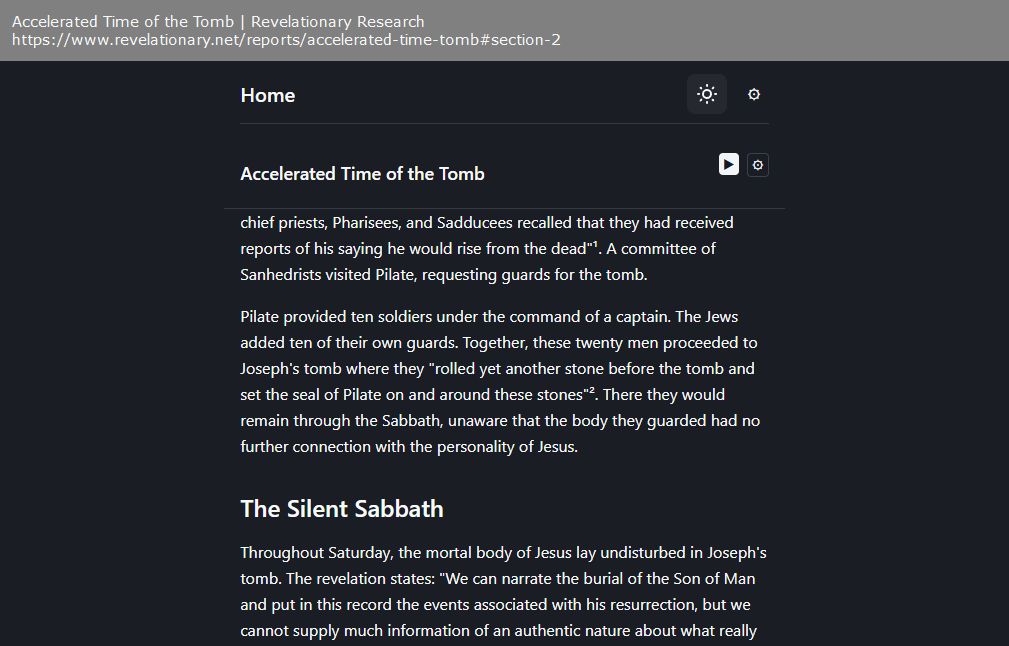 Accelerated Time of the Tomb | Revelationary Research
https://www.revelationary.net/reports/accelerated-time-tomb#section-2
Home
Accelerated Time of the Tomb
chief priests, Pharisees, and Sadducees recalled that they had received
reports of his saying he would rise from the dead"¹. A committee of
Sanhedrists visited Pilate, requesting guards for the tomb.
Pilate provided ten soldiers under the command of a captain. The Jews
added ten of their own guards. Together, these twenty men proceeded to
Joseph's tomb where they "rolled yet another stone before the tomb and
set the seal of Pilate on and around these stones"². There they would
remain through the Sabbath, unaware that the body they guarded had no
further connection with the personality of Jesus.
The Silent Sabbath
Throughout Saturday, the mortal body of Jesus lay undisturbed in Joseph's
tomb. The revelation states: "We can narrate the burial of the Son of Man
and put in this record the events associated with his resurrection, but we
cannot supply much information of an authentic nature about what really